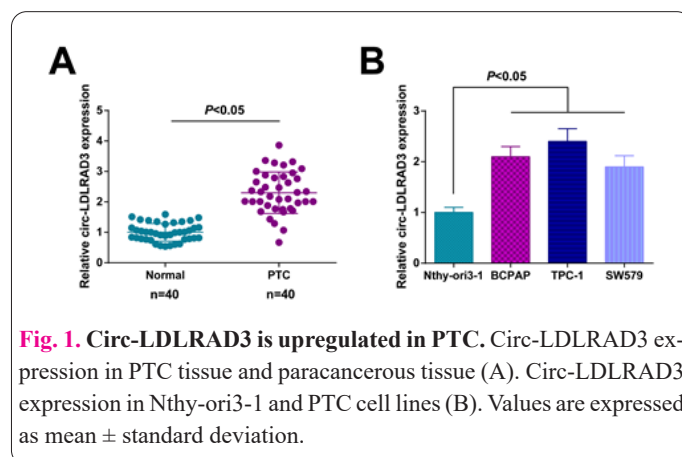 A
B
P<0.05
P<0.05
Relative circ-LDLRAD3 expression
5
4
3
2
1
0
Normal
PTC
n=40
n=40
Relative circ-LDLRAD3 expression
3
2
1
0
Nthy-ori3-1 BCPAP TPC-1 SW579
Fig. 1. Circ-LDLRAD3 is upregulated in PTC. Circ-LDLRAD3 ex-
pression in PTC tissue and paracancerous tissue (A). Circ-LDLRAD3
expression in Nthy-ori3-1 and PTC cell lines (B). Values are expressed
as mean ± standard deviation.